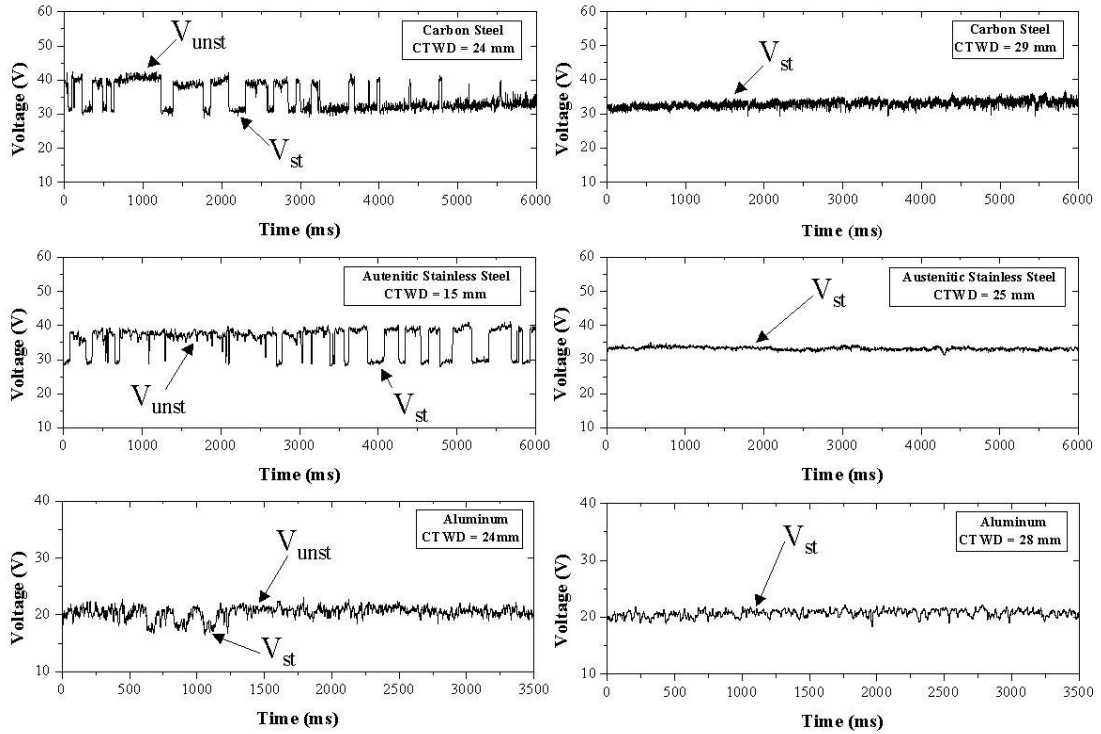 60
50
40
30
20
10
Voltage (V)
V unst
V st
Carbon Steel
CTWD = 24 mm
0 1000 2000 3000 4000 5000 6000
Time (ms)
60
50
40
30
20
10
Voltage (V)
V st
Carbon Steel
CTWD = 29 mm
0 1000 2000 3000 4000 5000 6000
Time (ms)
60
50
40
30
20
10
Voltage (V)
Autenitic Stainless Steel
CTWD = 15 mm
V unst
V st
0 1000 2000 3000 4000 5000 6000
Time (ms)
60
50
40
30
20
10
Voltage (V)
V st
Austenitic Stainless Steel
CTWD = 25 mm
0 1000 2000 3000 4000 5000 6000
Time (ms)
40
30
20
10
Voltage (V)
V unst
V st
Aluminum
CTWD = 24mm
0 500 1000 1500 2000 2500 3000 3500
Time (ms)
40
30
20
10
Voltage (V)
V st
Aluminum
CTWD = 28 mm
0 500 1000 1500 2000 2500 3000 3500
Time (ms)